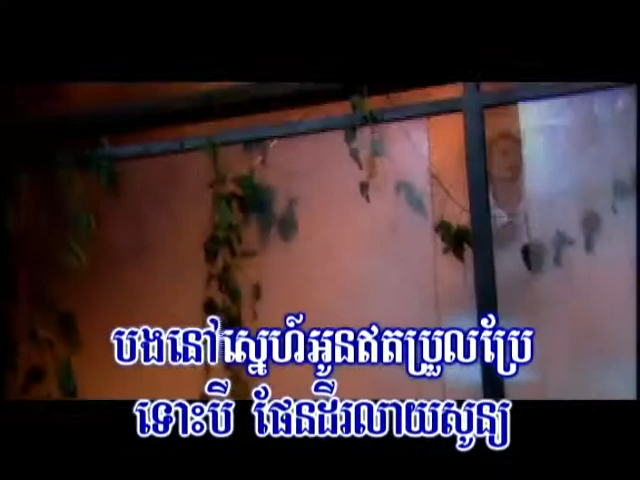 បងនៅស្នេហ៍អូនឥតប្រួលប្រែ
ទោះបី ផែនដីរលាយសូន្យ